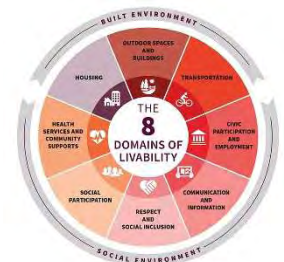 BUILT ENVIRONMENT
OUTDOOR SPACES
AND
BUILDINGS
TRANSPORTATION
CIVIC
PARTICIPATION
AND
EMPLOYMENT
COMMUNICATION
AND
INFORMATION
RESPECT
AND
SOCIAL INCLUSION
SOCIAL
PARTICIPATION
HEALTH
SERVICES AND
COMMUNITY
SUPPORTS
HOUSING
THE
8
DOMAINS OF
LIVABILITY
SOCIAL ENVIRONMENT